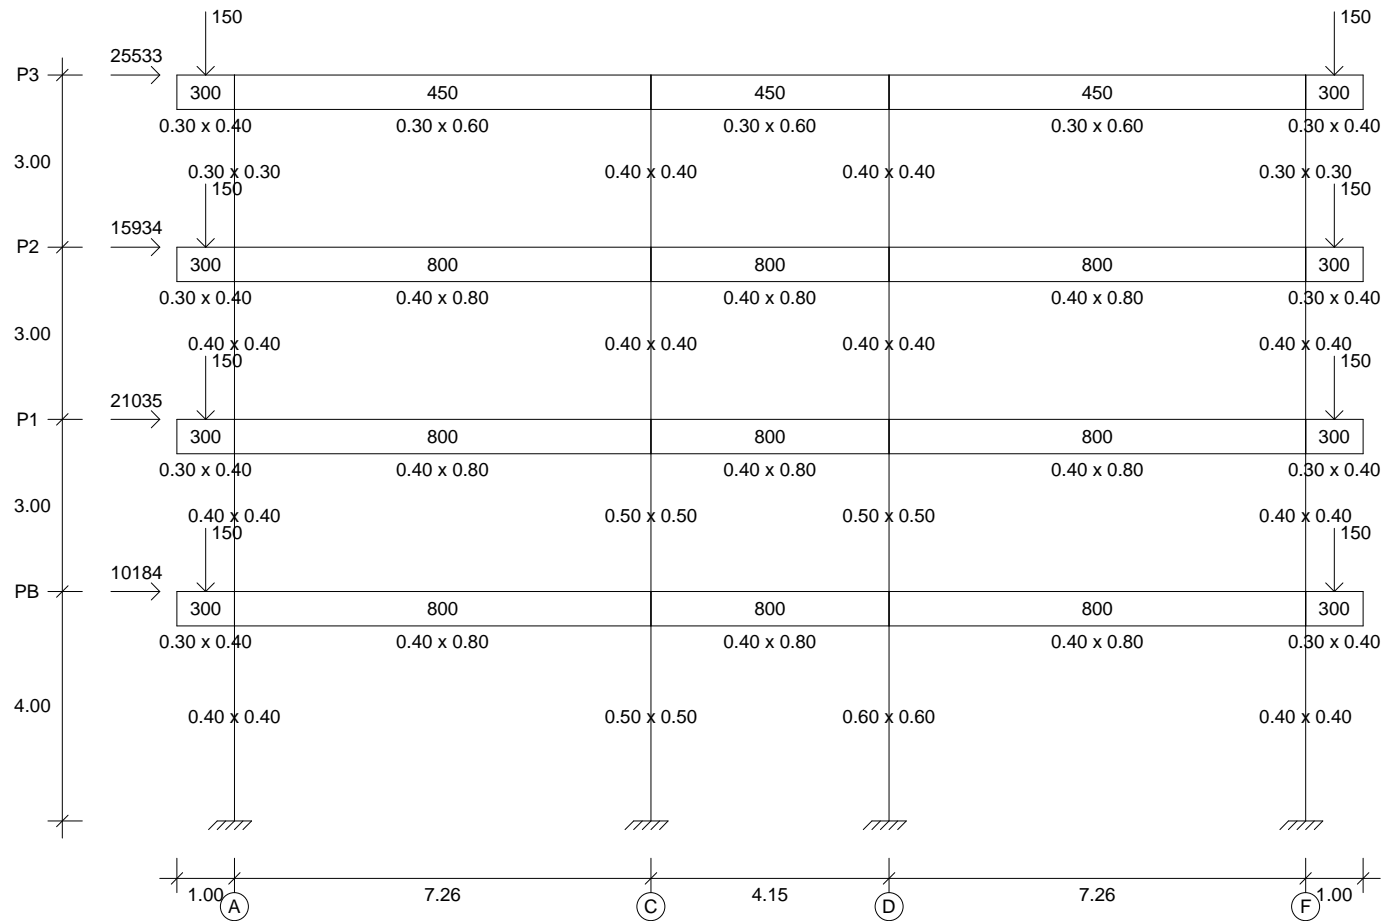 150 150
25533
P3
300 450 450 450 300
0.30 x 0.40 0.30 x 0.60 0.30 x 0.60 0.30 x 0.60 0.30 x 0.40
3.00
0.30 x 0.30 0.40 x 0.40 0.40 x 0.40 0.30 x 0.30
150 150
15934
P2
300 800 800 800 300
0.30 x 0.40 0.40 x 0.80 0.40 x 0.80 0.40 x 0.80 0.30 x 0.40
3.00
0.40 x 0.40 0.40 x 0.40 0.40 x 0.40 0.40 x 0.40
150 150
21035
P1
300 800 800 800 300
0.30 x 0.40 0.40 x 0.80 0.40 x 0.80 0.40 x 0.80 0.30 x 0.40
3.00
0.40 x 0.40 0.50 x 0.50 0.50 x 0.50 0.40 x 0.40
150 150
10184
PB
300 800 800 800 300
0.30 x 0.40 0.40 x 0.80 0.40 x 0.80 0.40 x 0.80 0.30 x 0.40
4.00
0.40 x 0.40 0.50 x 0.50 0.60 x 0.60 0.40 x 0.40
1.00 7.26 4.15 7.26 1.00
A C D F